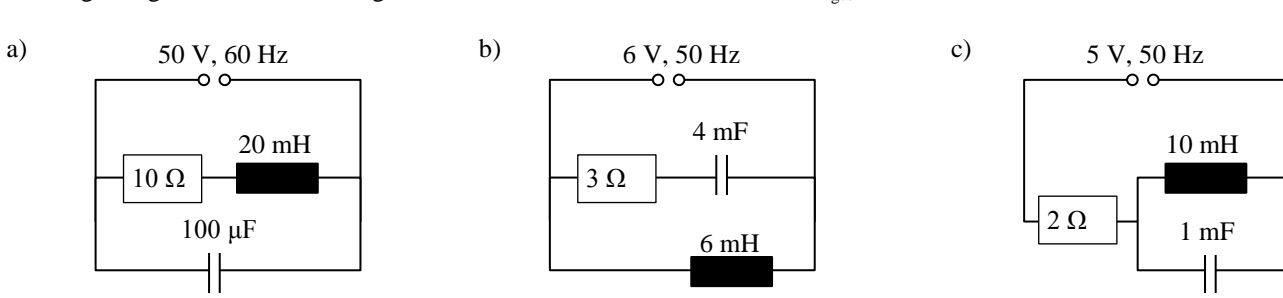 a)
50 V, 60 Hz
20 mH
10 Ω
100 μF
b)
6 V, 50 Hz
4 mF
3 Ω
6 mH
c)
5 V, 50 Hz
10 mH
2 Ω
1 mF